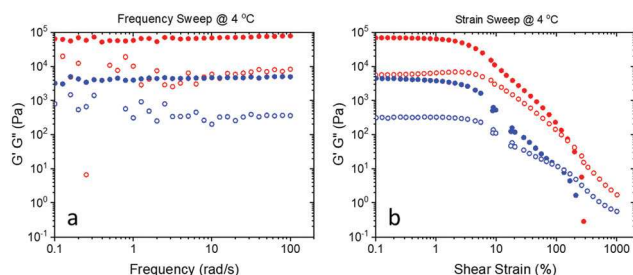 Frequency Sweep @ 4 °C
Strain Sweep @ 4 °C
10⁵
10⁴
10³
10²
10¹
10⁰
10⁻¹
G' G'' (Pa)
a
0.1 1 10 100
Frequency (rad/s)
10⁵
10⁴
10³
10²
10¹
10⁰
10⁻¹
G' G'' (Pa)
b
0.1 1 10 100 1000
Shear Strain (%)